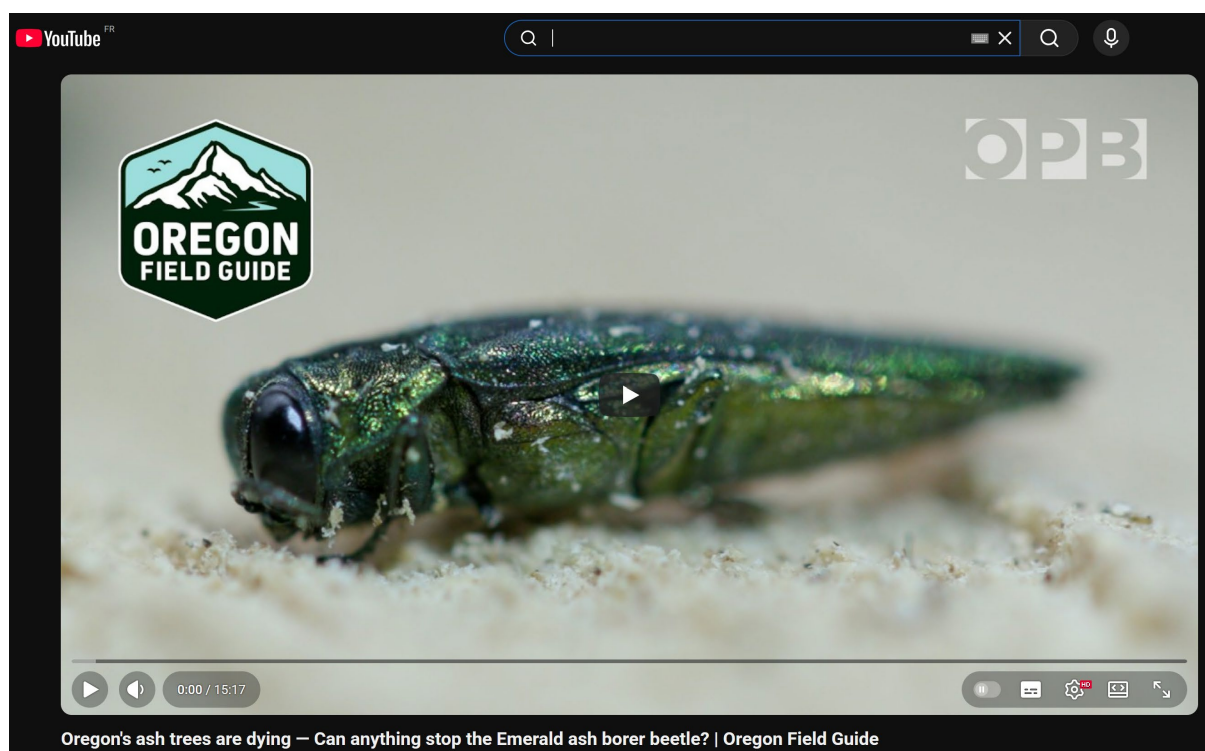 YouTube FR
OPB
OREGON
FIELD GUIDE
0:00 / 15:17
HD
Oregon's ash trees are dying — Can anything stop the Emerald ash borer beetle? | Oregon Field Guide